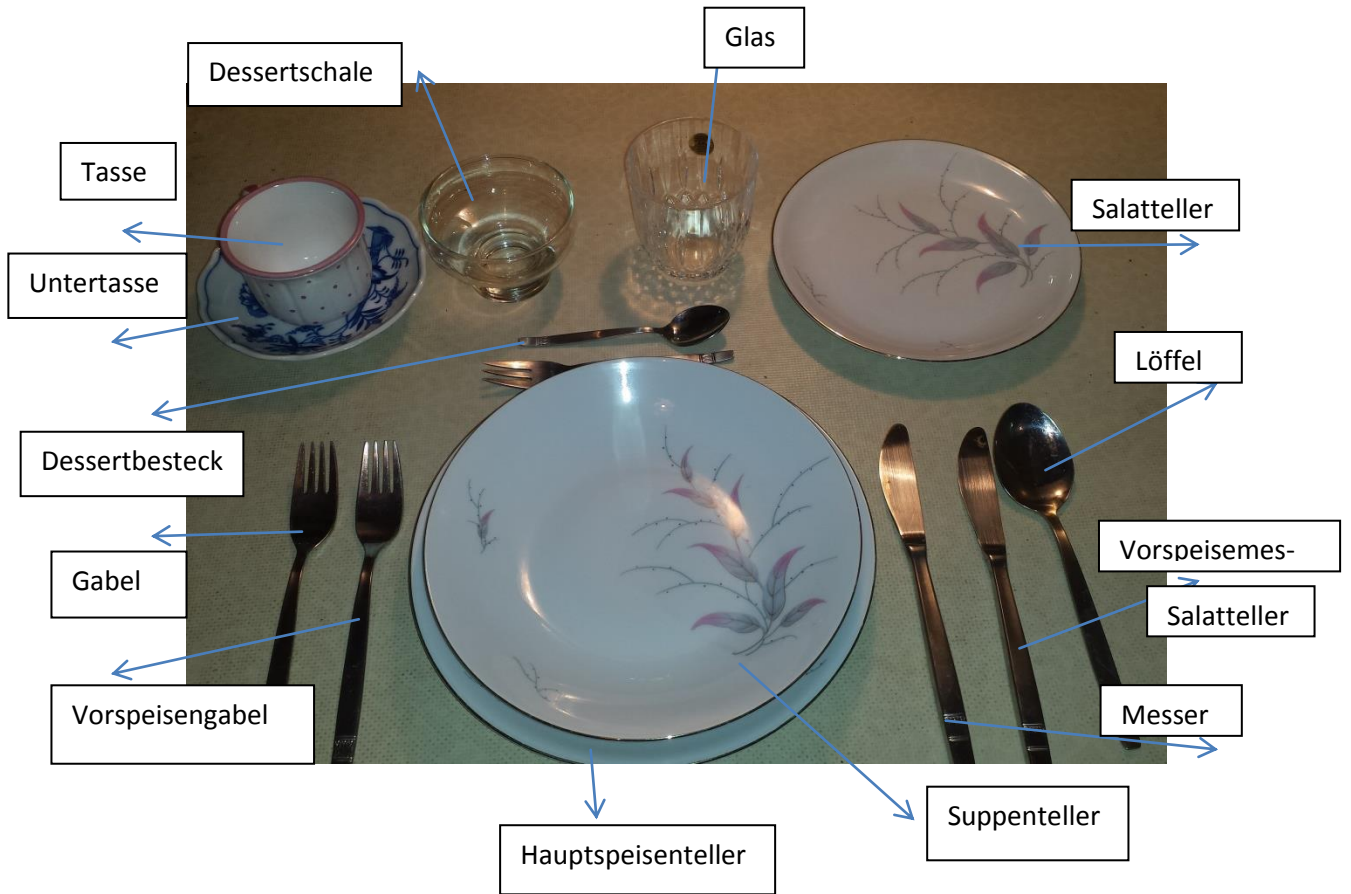 Glas
Dessertschale
Tasse
Salatteller
Untertasse
Löffel
Dessertbesteck
Vorspeisemes-
Gabel
Salatteller
Vorspeisengabel
Messer
Suppenteller
Hauptspeisenteller